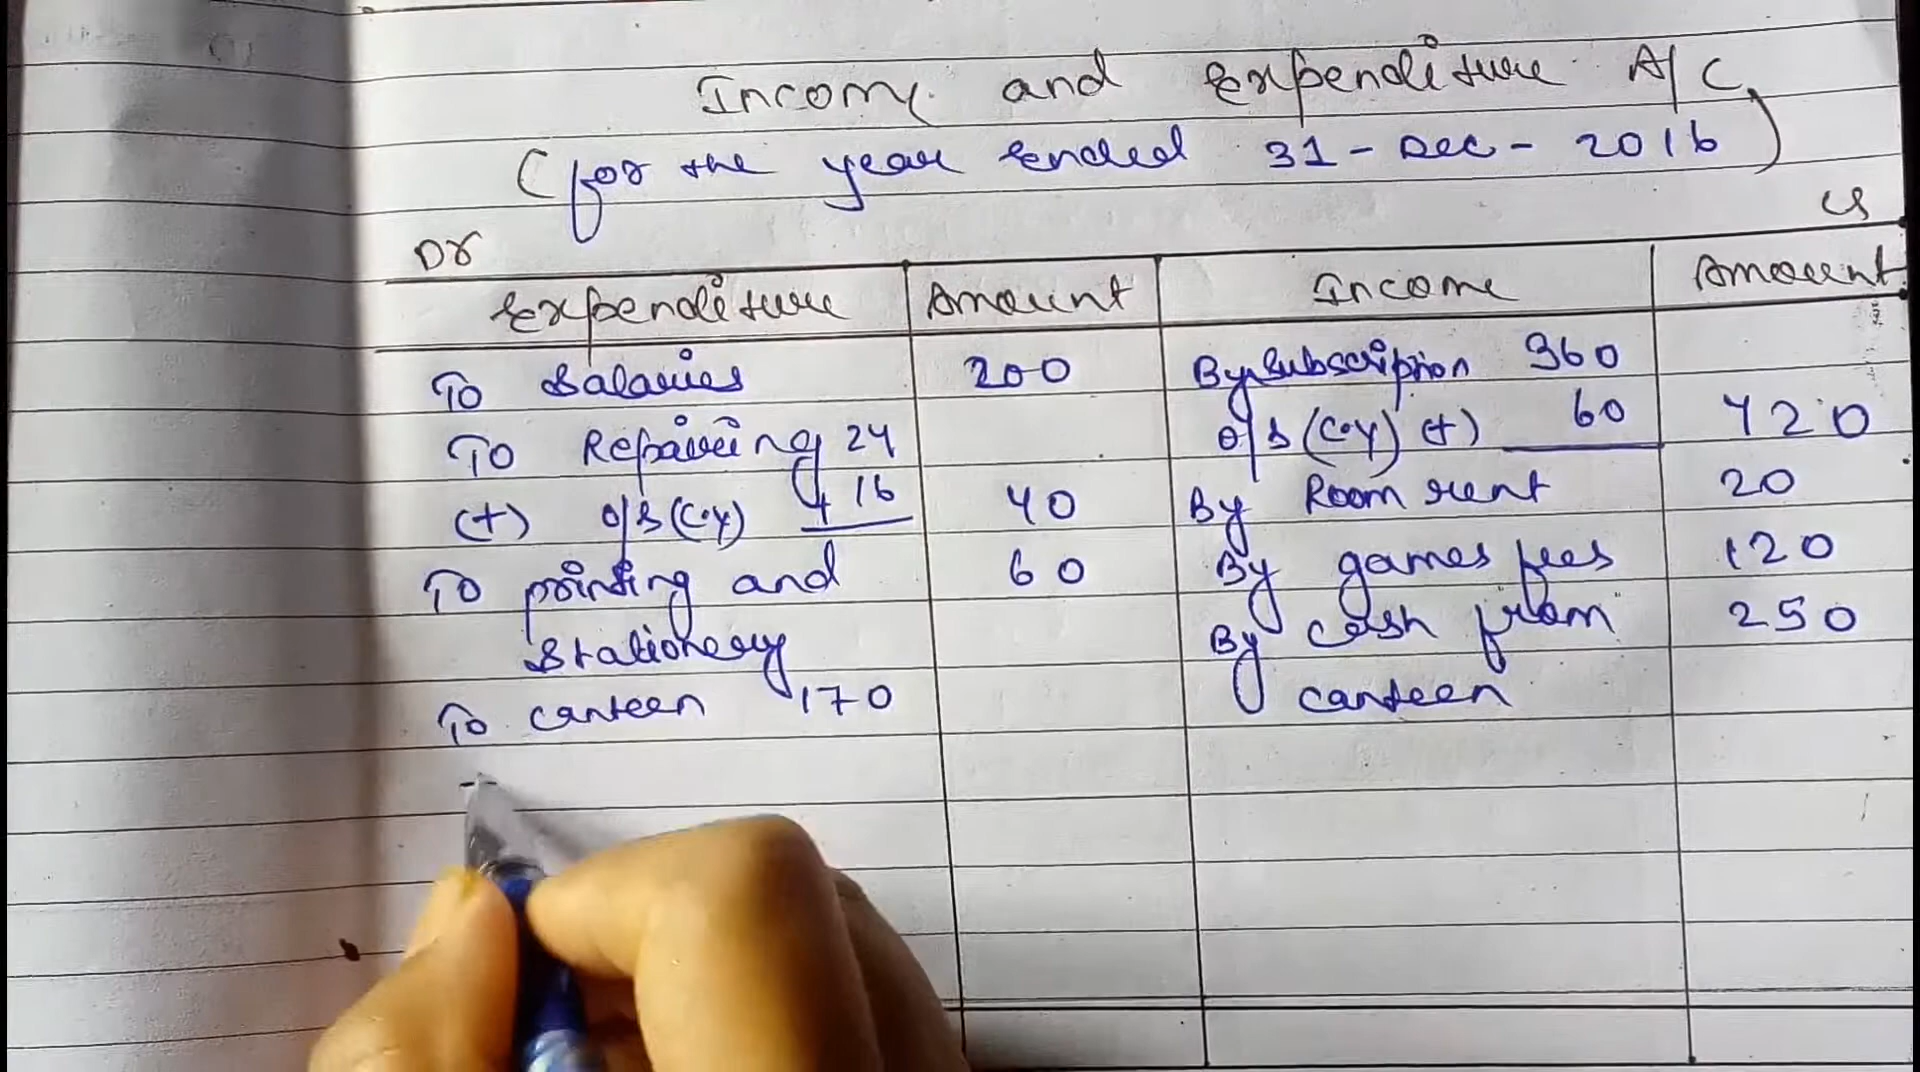 Income and Expenditure A/C
(for the year ended 31-Dec-2016)
Dr Cr
Expenditure Amount Income Amount
To Salaries 200 By Subscription 360
To Repairing 24 O/S (C.Y) (+) 60 420
(+) O/S (C.Y) + 16 40 By Room rent 20
To printing and 60 By games fees 120
Stationery By cash from 250
To canteen 170 canteen